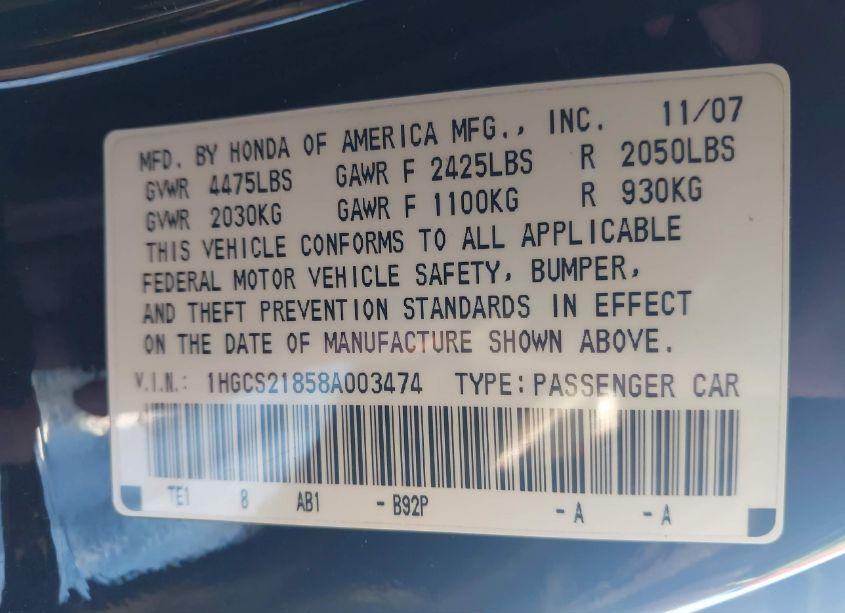 MFD. BY HONDA OF AMERICA MFG., INC. 11/07
GVWR 4475LBS GAWR F 2425LBS R 2050LBS
GVWR 2030KG GAWR F 1100KG R 930KG
THIS VEHICLE CONFORMS TO ALL APPLICABLE
FEDERAL MOTOR VEHICLE SAFETY, BUMPER,
AND THEFT PREVENTION STANDARDS IN EFFECT
ON THE DATE OF MANUFACTURE SHOWN ABOVE.
V.I.N.: 1HGCS21858A003474 TYPE: PASSENGER CAR
TE1 8 AB1 - B92P - A - A